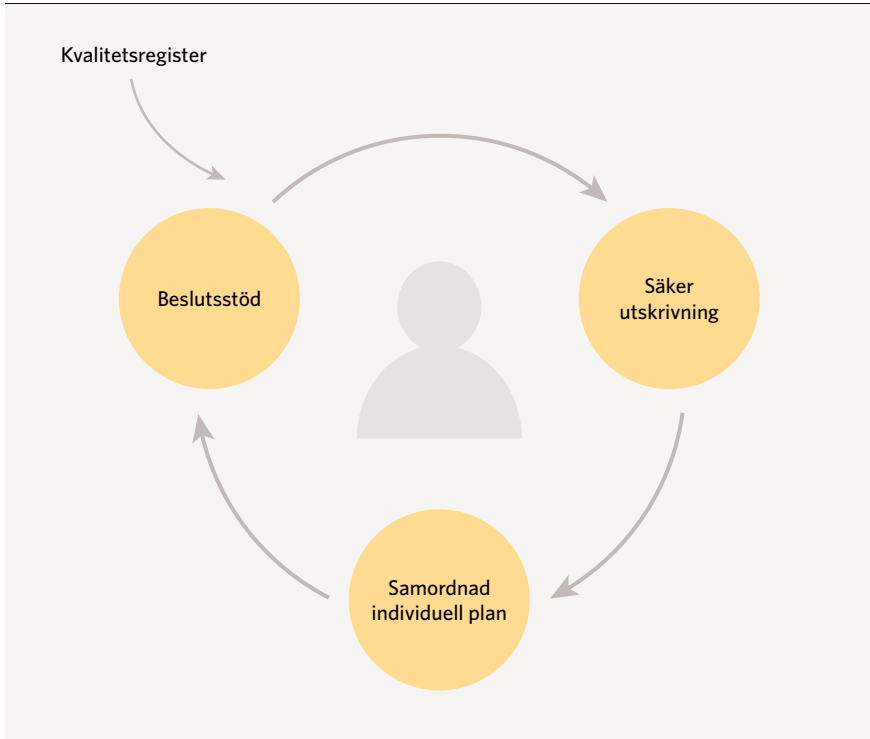 Kvalitetsregister
Beslutsstöd
Säker
utskrivning
Samordnad
individuell plan